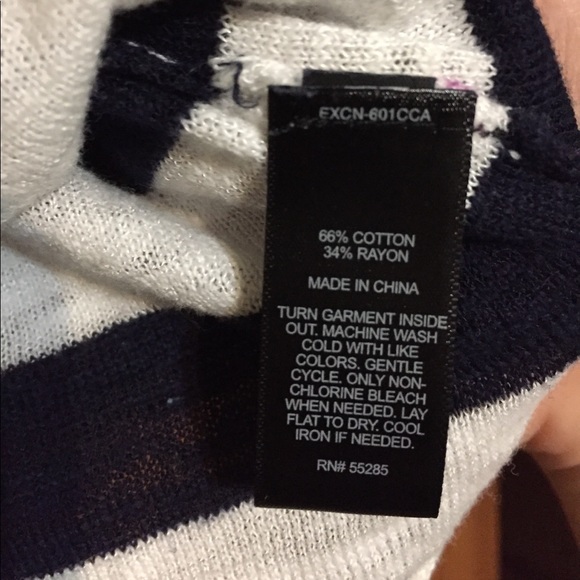 EXCN-601CCA
66% COTTON
34% RAYON
MADE IN CHINA
TURN GARMENT INSIDE
OUT. MACHINE WASH
COLD WITH LIKE
COLORS. GENTLE
CYCLE. ONLY NON-
CHLORINE BLEACH
WHEN NEEDED. LAY
FLAT TO DRY. COOL
IRON IF NEEDED.
RN# 55285